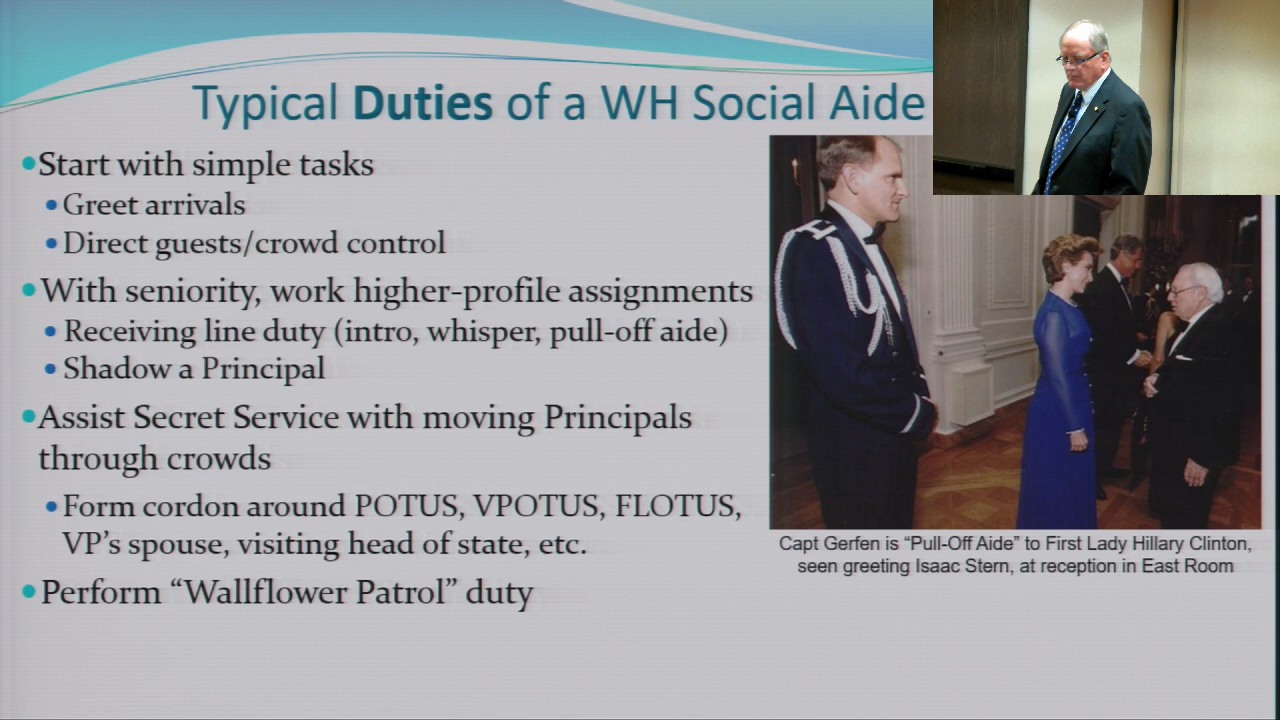 Typical Duties of a WH Social Aide
•Start with simple tasks
•Greet arrivals
•Direct guests/crowd control
•With seniority, work higher-profile assignments
•Receiving line duty (intro, whisper, pull-off aide)
•Shadow a Principal
•Assist Secret Service with moving Principals
through crowds
•Form cordon around POTUS, VPOTUS, FLOTUS,
VP’s spouse, visiting head of state, etc.
•Perform “Wallflower Patrol” duty
Capt Gerfen is “Pull-Off Aide” to First Lady Hillary Clinton,
seen greeting Isaac Stern, at reception in East Room